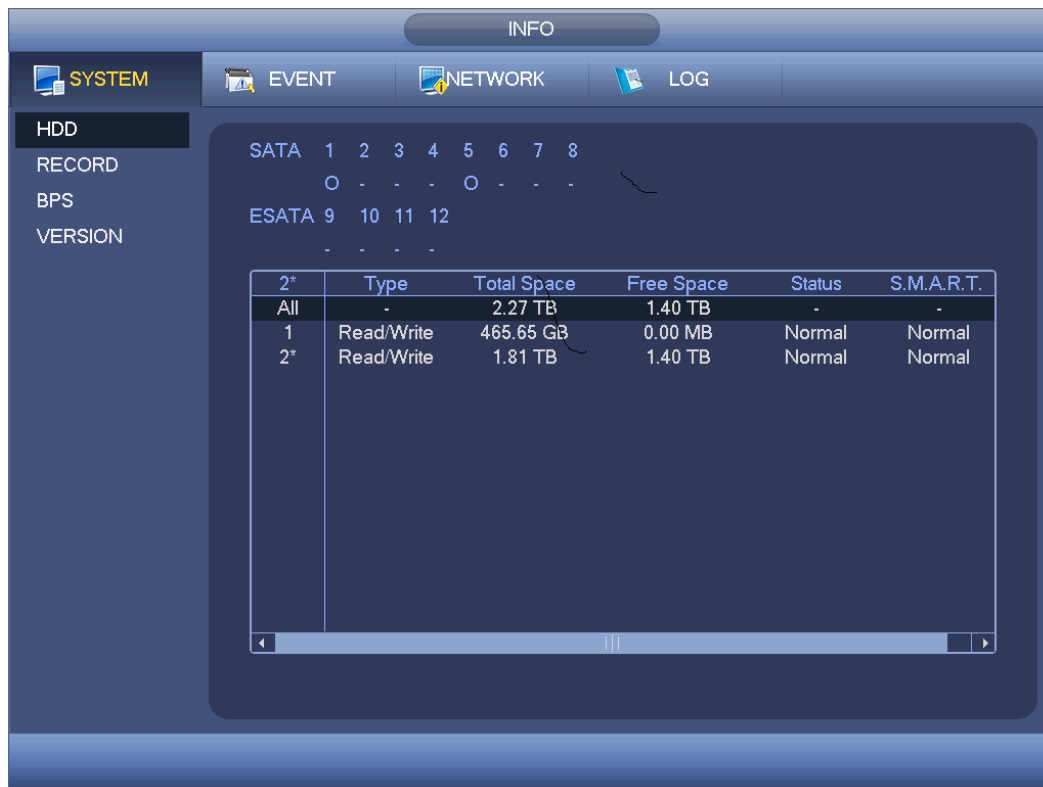 INFO
SYSTEM EVENT NETWORK LOG
HDD
RECORD
BPS
VERSION
SATA 1 2 3 4 5 6 7 8
O - - - O - - -
ESATA 9 10 11 12
- - - -
2* Type Total Space Free Space Status S.M.A.R.T.
All - 2.27 TB 1.40 TB - -
1 Read/Write 465.65 GB 0.00 MB Normal Normal
2* Read/Write 1.81 TB 1.40 TB Normal Normal